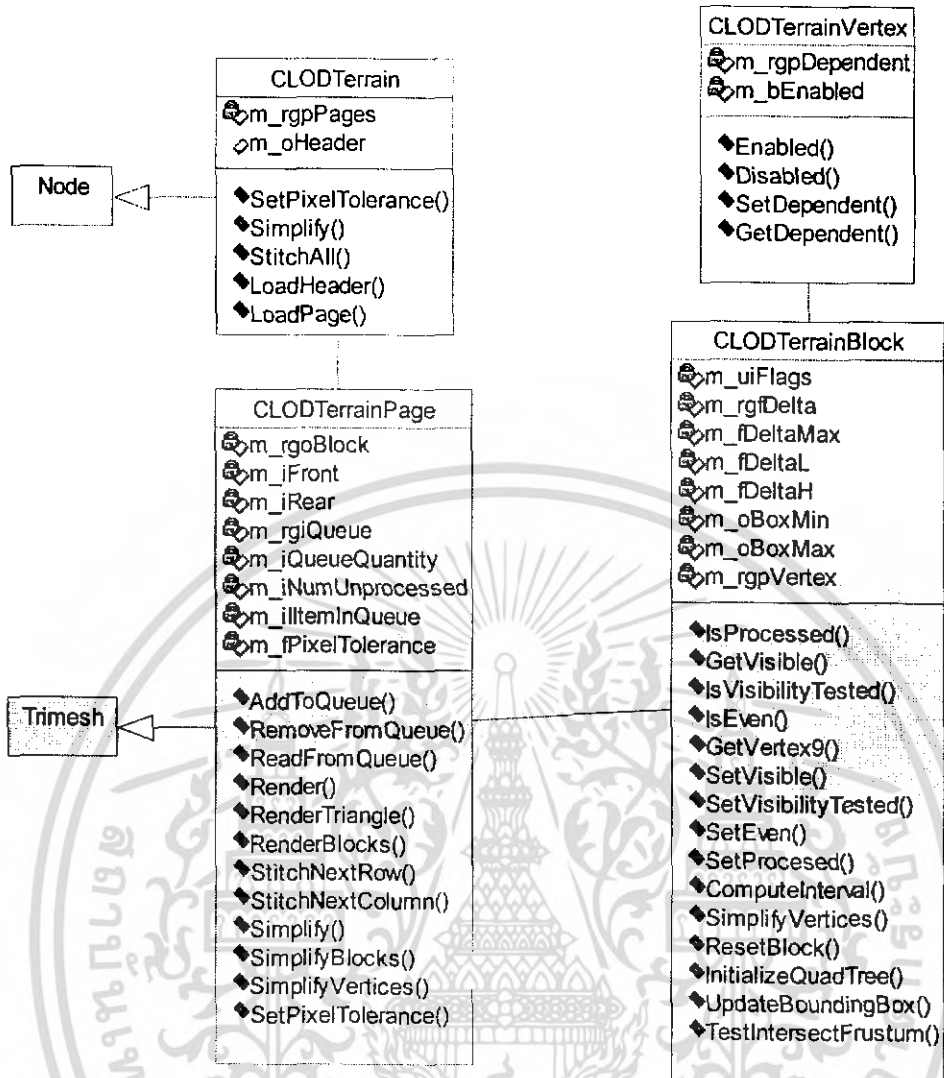 CLODTerrainVertex
m_rgpDependent
m_bEnabled
Enabled()
Disabled()
SetDependent()
GetDependent()
CLODTerrain
m_rgpPages
m_oHeader
SetPixelTolerance()
Simplify()
StitchAll()
LoadHeader()
LoadPage()
Node
CLODTerrainBlock
m_uiFlags
m_rgfDelta
m_fDeltaMax
m_fDeltaL
m_fDeltaH
m_oBoxMin
m_oBoxMax
m_rgpVertex
IsProcessed()
GetVisible()
IsVisibilityTested()
IsEven()
GetVertex9()
SetVisible()
SetVisibilityTested()
SetEven()
SetProcesed()
ComputeInterval()
SimplifyVertices()
ResetBlock()
InitializeQuadTree()
UpdateBoundingBox()
TestIntersectFrustum()
CLODTerrainPage
m_rgoBlock
m_iFront
m_iRear
m_rgiQueue
m_iQueueQuantity
m_iNumUnprocessed
m_iItemInQueue
m_fPixelTolerance
AddToQueue()
RemoveFromQueue()
ReadFromQueue()
Render()
RenderTriangle()
RenderBlocks()
StitchNextRow()
StitchNextColumn()
Simplify()
SimplifyBlocks()
SimplifyVertices()
SetPixelTolerance()
Trimesh